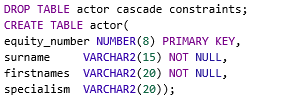 DROP TABLE actor cascade constraints;
CREATE TABLE actor(
equity_number NUMBER(8) PRIMARY KEY,
surname     VARCHAR2(15) NOT NULL,
firstnames  VARCHAR2(20) NOT NULL,
specialism  VARCHAR2(20));